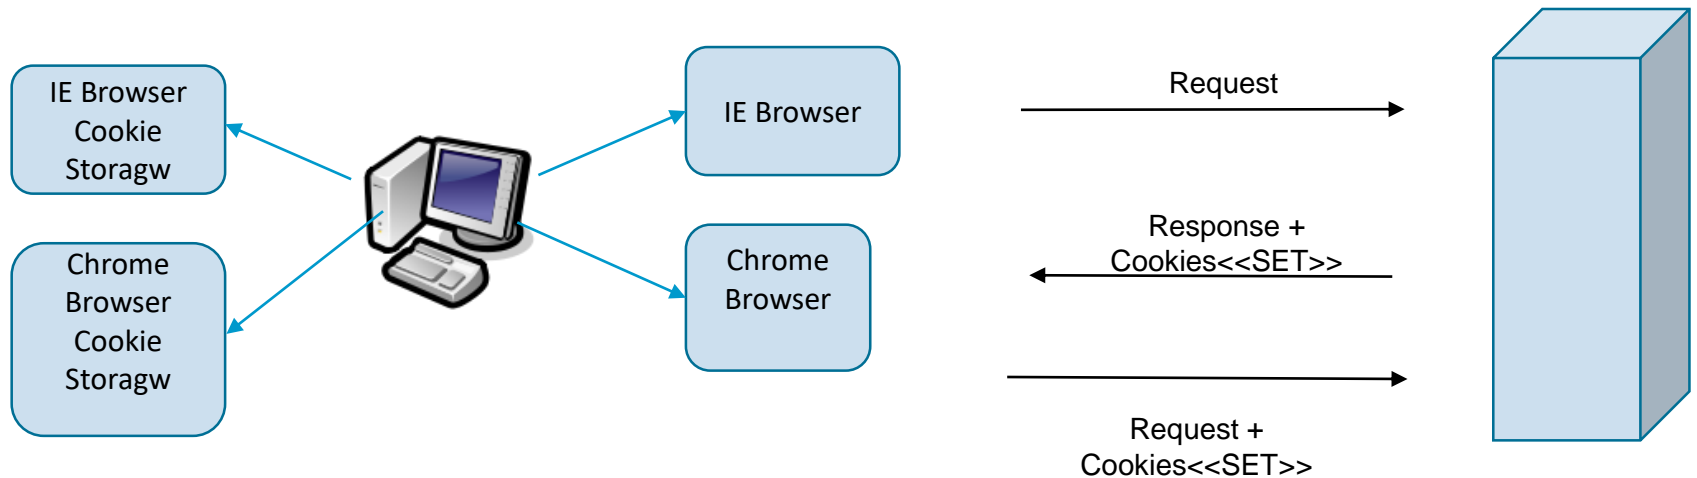 IE Browser
Cookie
Storagw
Chrome
Browser
Cookie
Storagw
IE Browser
Chrome
Browser
Request
Response +
Cookies<<SET>>
Request +
Cookies<<SET>>